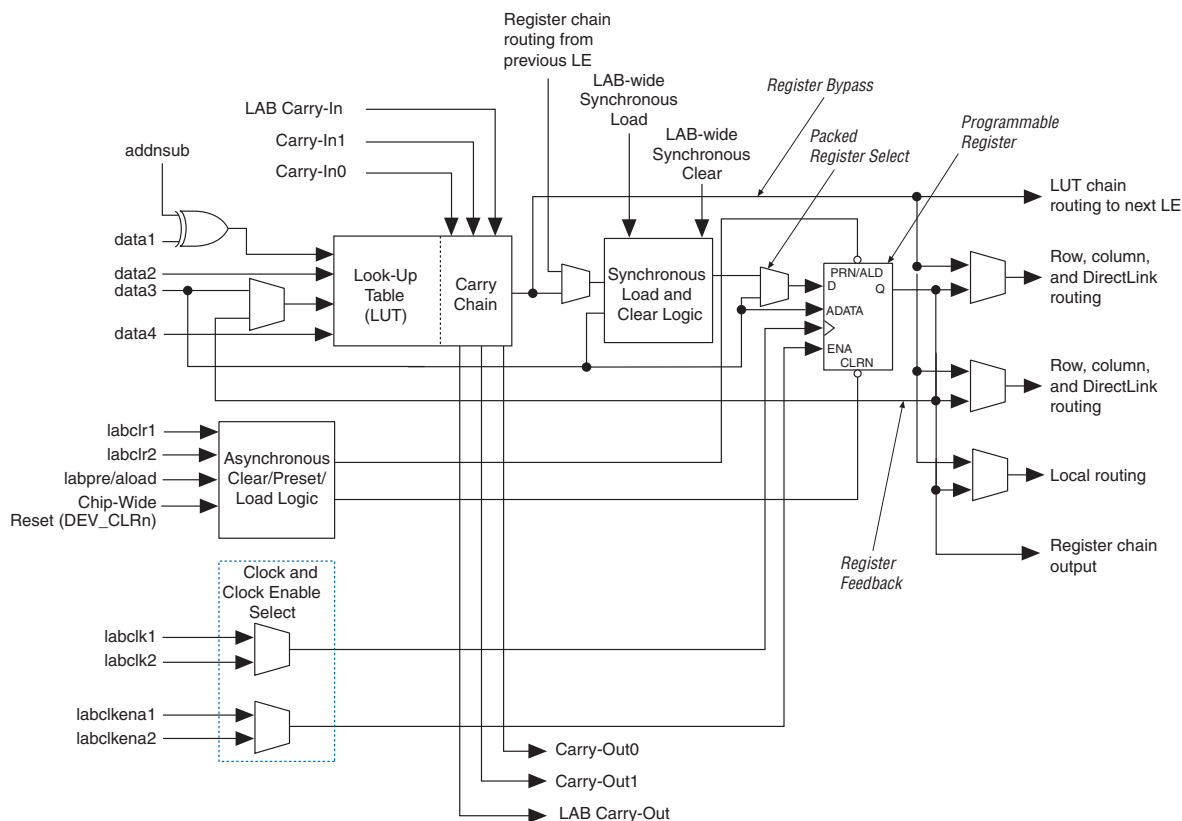 Register chain
routing from
previous LE
LAB-wide
Synchronous
Load
LAB-wide
Synchronous
Clear
Register Bypass
Packed
Register Select
Programmable
Register
LAB Carry-In
Carry-In1
Carry-In0
addnsub
data1
data2
data3
data4
Look-Up
Table
(LUT)
Carry
Chain
Synchronous
Load and
Clear Logic
PRN/ALD
D
Q
ADATA
ENA
CLRN
LUT chain
routing to next LE
Row, column,
and DirectLink
routing
Row, column,
and DirectLink
routing
Local routing
Register chain
output
Register
Feedback
labclr1
labclr2
labpre/aload
Chip-Wide
Reset (DEV_CLRn)
Asynchronous
Clear/Preset/
Load Logic
Clock and
Clock Enable
Select
labclk1
labclk2
labclkena1
labclkena2
Carry-Out0
Carry-Out1
LAB Carry-Out